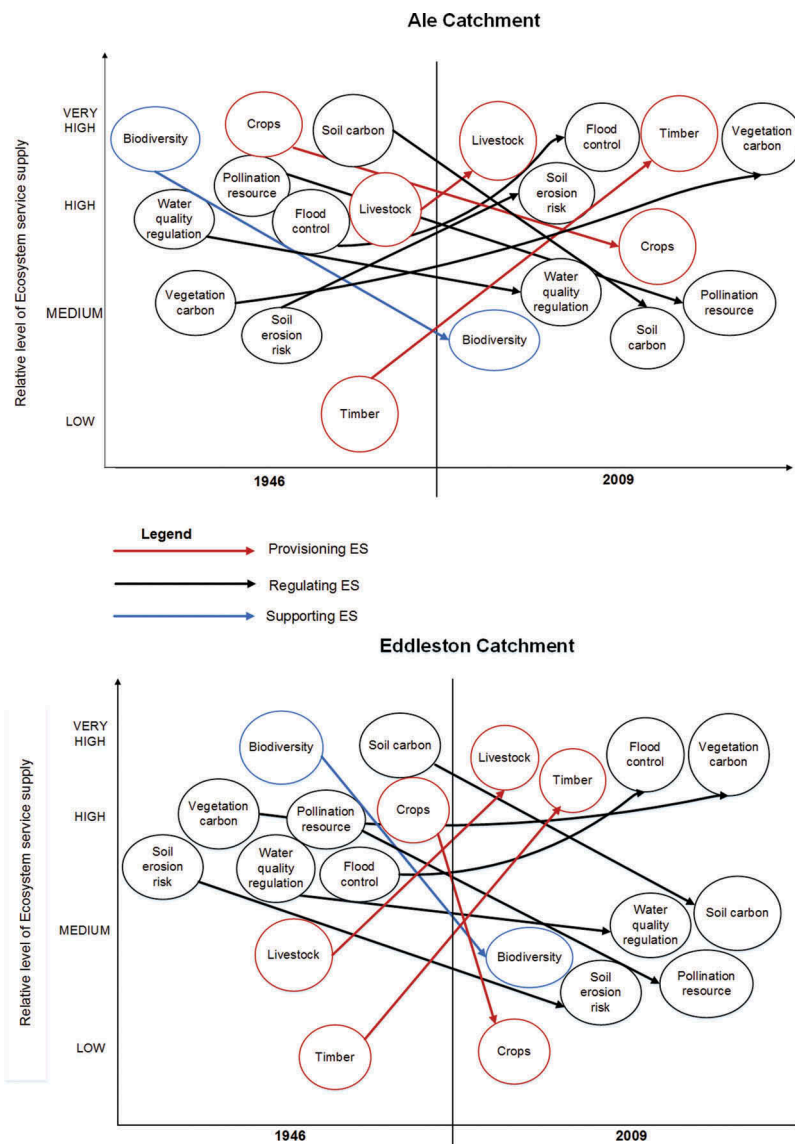 Ale Catchment
Relative level of Ecosystem service supply
VERY
HIGH
HIGH
MEDIUM
LOW
Biodiversity
Crops
Soil carbon
Pollination
resource
Water
quality
regulation
Flood
control
Livestock
Vegetation
carbon
Soil
erosion
risk
Timber
Livestock
Flood
control
Timber
Vegetation
carbon
Soil
erosion
risk
Crops
Water
quality
regulation
Pollination
resource
Biodiversity
Soil
carbon
1946
2009
Legend
Provisioning ES
Regulating ES
Supporting ES
Eddleston Catchment
Relative level of Ecosystem service supply
VERY
HIGH
HIGH
MEDIUM
LOW
Biodiversity
Soil carbon
Vegetation
carbon
Pollination
resource
Crops
Soil
erosion
risk
Water
quality
regulation
Flood
control
Livestock
Timber
Livestock
Timber
Flood
control
Vegetation
carbon
Water
quality
regulation
Soil carbon
Biodiversity
Soil
erosion
risk
Pollination
resource
Crops
1946
2009